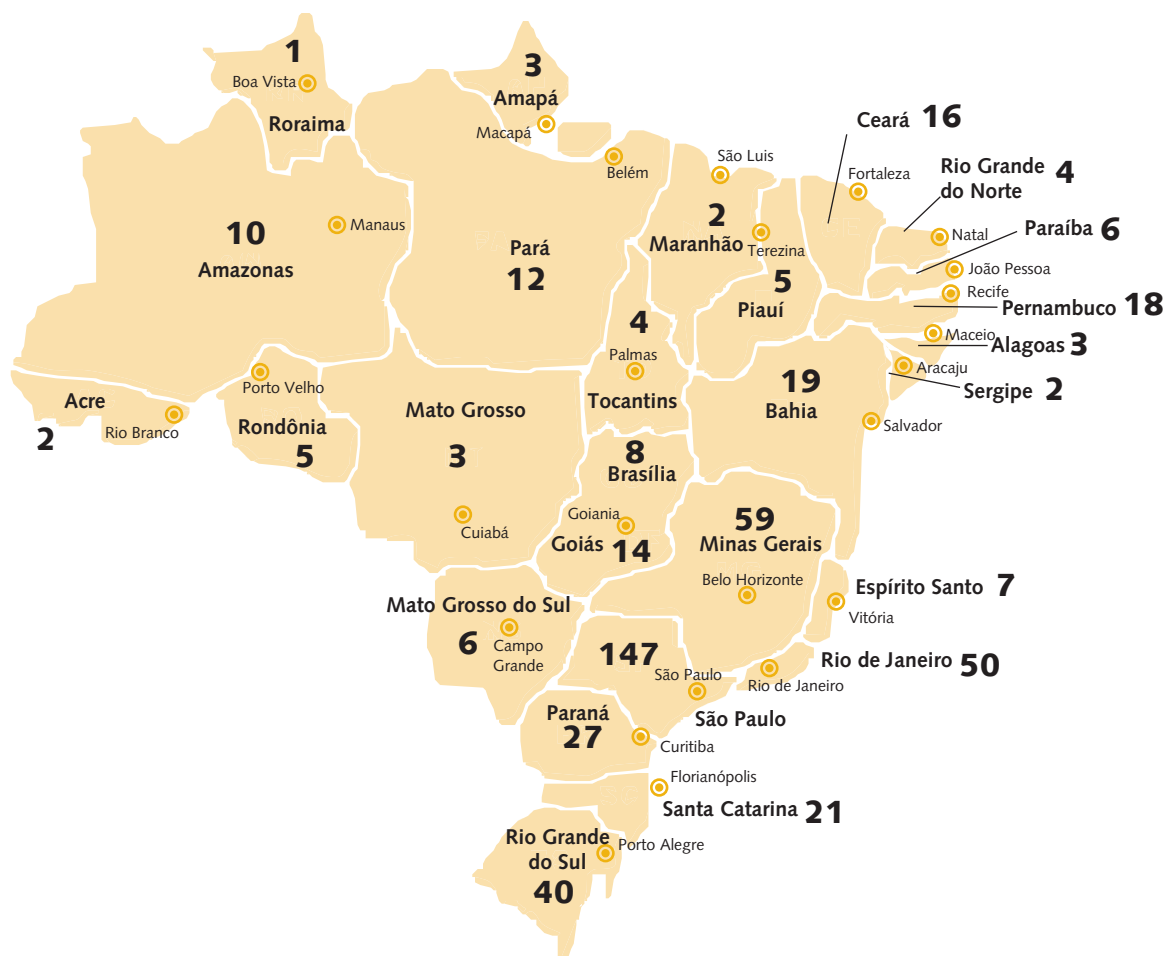 1
Boa Vista
Roraima
3
Amapá
Macapá
Belém
São Luis
Ceará 16
Fortaleza
Rio Grande
do Norte 4
Natal
Paraíba 6
João Pessoa
Recife
Pernambuco 18
Maceio
Alagoas 3
Aracaju
Sergipe 2
10
Amazonas
Manaus
Pará
12
2
Maranhão
Terezina
5
Piauí
4
Palmas
Tocantins
19
Bahia
Salvador
Acre
2
Rio Branco
Porto Velho
Rondônia
5
Mato Grosso
3
Cuiabá
8
Brasília
Goiania
Goiás 14
59
Minas Gerais
Belo Horizonte
Espírito Santo 7
Vitória
Mato Grosso do Sul
6
Campo
Grande
147
São Paulo
São Paulo
Rio de Janeiro 50
Rio de Janeiro
Paraná
27
Curitiba
Florianópolis
Santa Catarina 21
Rio Grande
do Sul
40
Porto Alegre